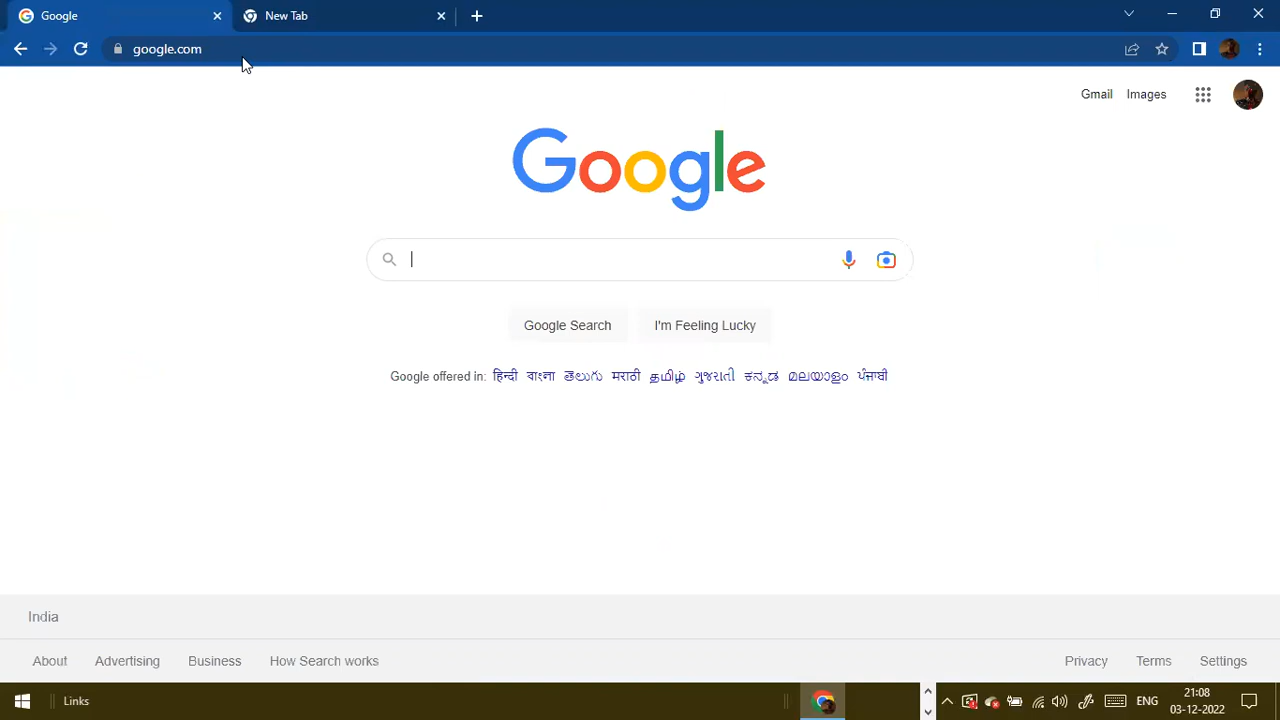 Google
New Tab
google.com
Gmail
Images
Google
Google Search
I'm Feeling Lucky
Google offered in: हिन्दी বাংলা తెలుగు मराठी தமிழ் ગુજરાતી ಕನ್ನಡ മലയാളം ਪੰਜਾਬੀ
India
About Advertising Business How Search works
Privacy Terms Settings
Links
ENG
21:08
03-12-2022